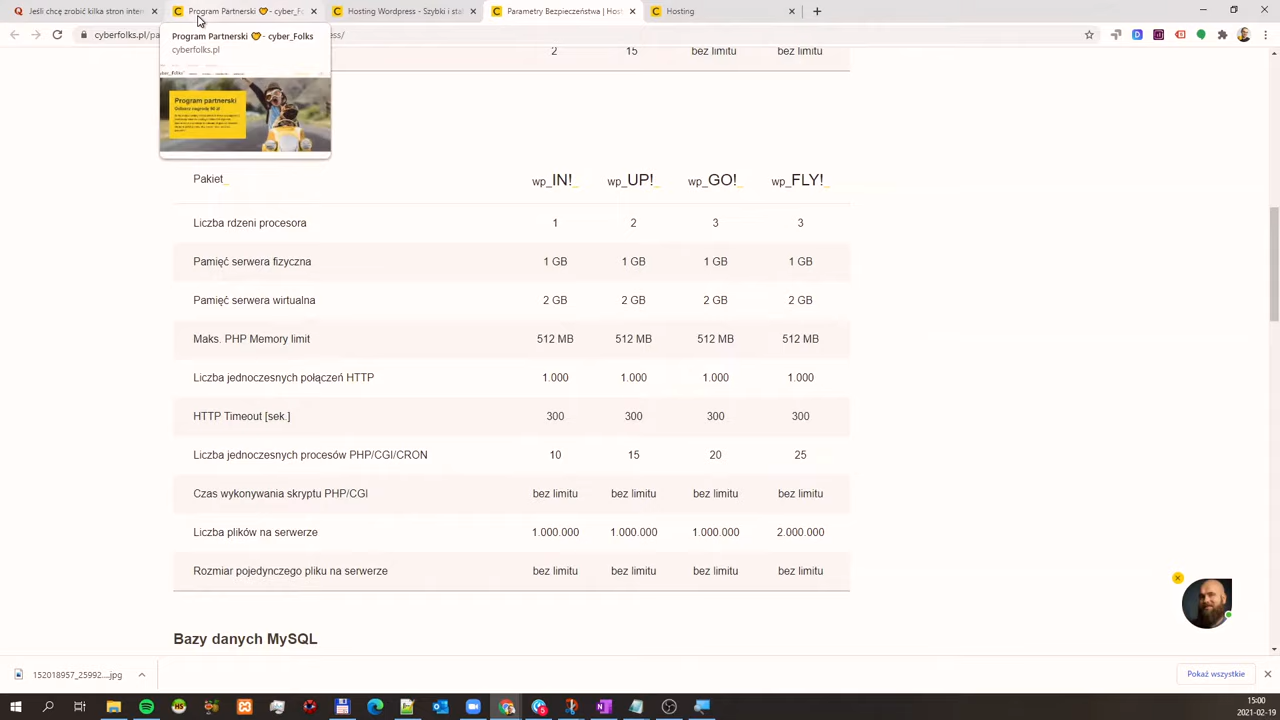 Jeśli chcę zrobić kilka stron intern
Program Partnerski 💛 - cyber_Fo
Hosting Wordpress - Szybki i stab
Parametry Bezpieczeństwa | Host
Hosting
cyberfolks.pl/pa
ess/
Program Partnerski 💛 - cyber_Folks
cyberfolks.pl
Program partnerski
2 15 bez limitu bez limitu
Pakiet_ wp_IN!_ wp_UP!_ wp_GO!_ wp_FLY!_
Liczba rdzeni procesora 1 2 3 3
Pamięć serwera fizyczna 1 GB 1 GB 1 GB 1 GB
Pamięć serwera wirtualna 2 GB 2 GB 2 GB 2 GB
Maks. PHP Memory limit 512 MB 512 MB 512 MB 512 MB
Liczba jednoczesnych połączeń HTTP 1.000 1.000 1.000 1.000
HTTP Timeout [sek.] 300 300 300 300
Liczba jednoczesnych procesów PHP/CGI/CRON 10 15 20 25
Czas wykonywania skryptu PHP/CGI bez limitu bez limitu bez limitu bez limitu
Liczba plików na serwerze 1.000.000 1.000.000 1.000.000 2.000.000
Rozmiar pojedynczego pliku na serwerze bez limitu bez limitu bez limitu bez limitu
Bazy danych MySQL
152018957_25992....jpg
Pokaż wszystkie
15:00
2021-02-19